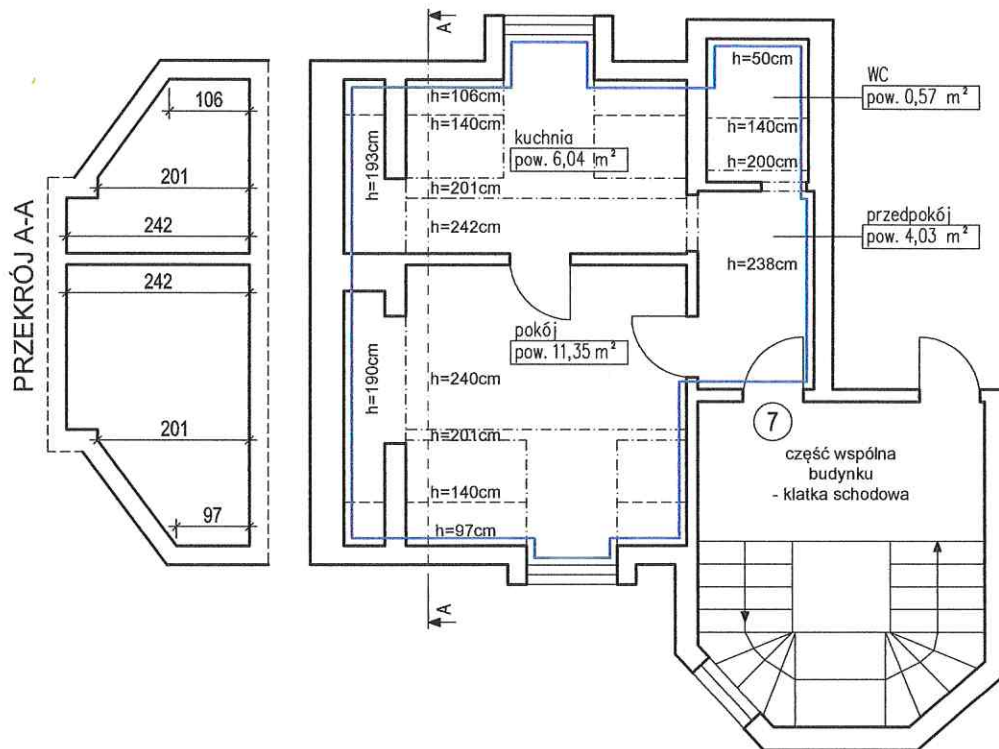 PRZEKRÓJ A-A
106
201
242
242
201
97
A
h=106cm
h=140cm
h=193cm
kuchnia
pow. 6,04 m²
h=201cm
h=242cm
h=50cm
h=140cm
h=200cm
WC
pow. 0,57 m²
przedpokój
pow. 4,03 m²
h=238cm
pokój
pow. 11,35 m²
h=190cm
h=240cm
h=201cm
h=140cm
h=97cm
A
7
część wspólna
budynku
- klatka schodowa